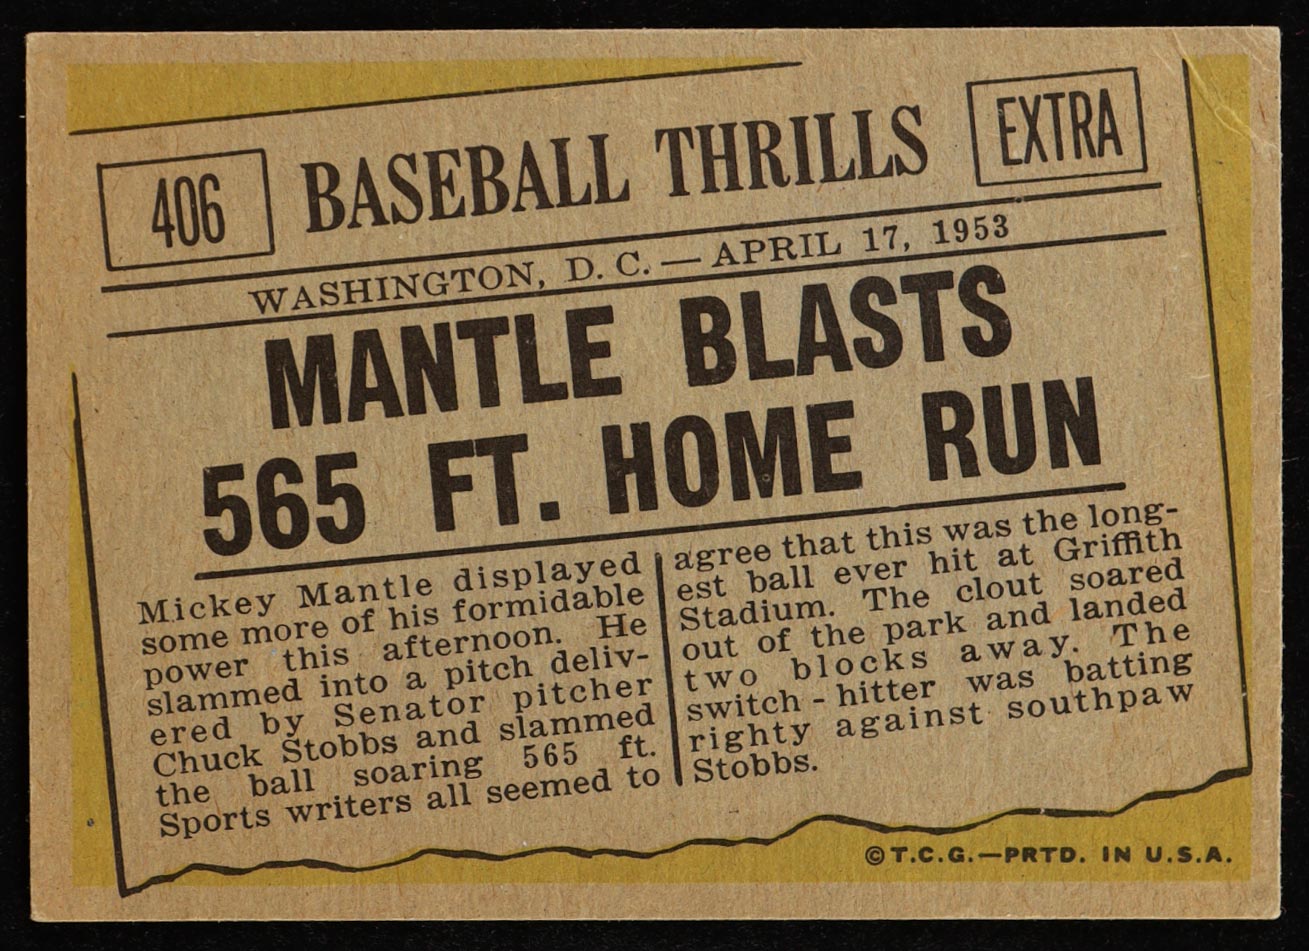 406
BASEBALL THRILLS
EXTRA
WASHINGTON, D. C. — APRIL 17, 1953
MANTLE BLASTS
565 FT. HOME RUN
Mickey Mantle displayed
some more of his formidable
power this afternoon. He
slammed into a pitch deliv-
ered by Senator pitcher
Chuck Stobbs and slammed
the ball soaring 565 ft.
Sports writers all seemed to
agree that this was the long-
est ball ever hit at Griffith
Stadium. The clout soared
out of the park and landed
two blocks away. The
switch - hitter was batting
righty against southpaw
Stobbs.
©T.C.G.—PRTD. IN U.S.A.